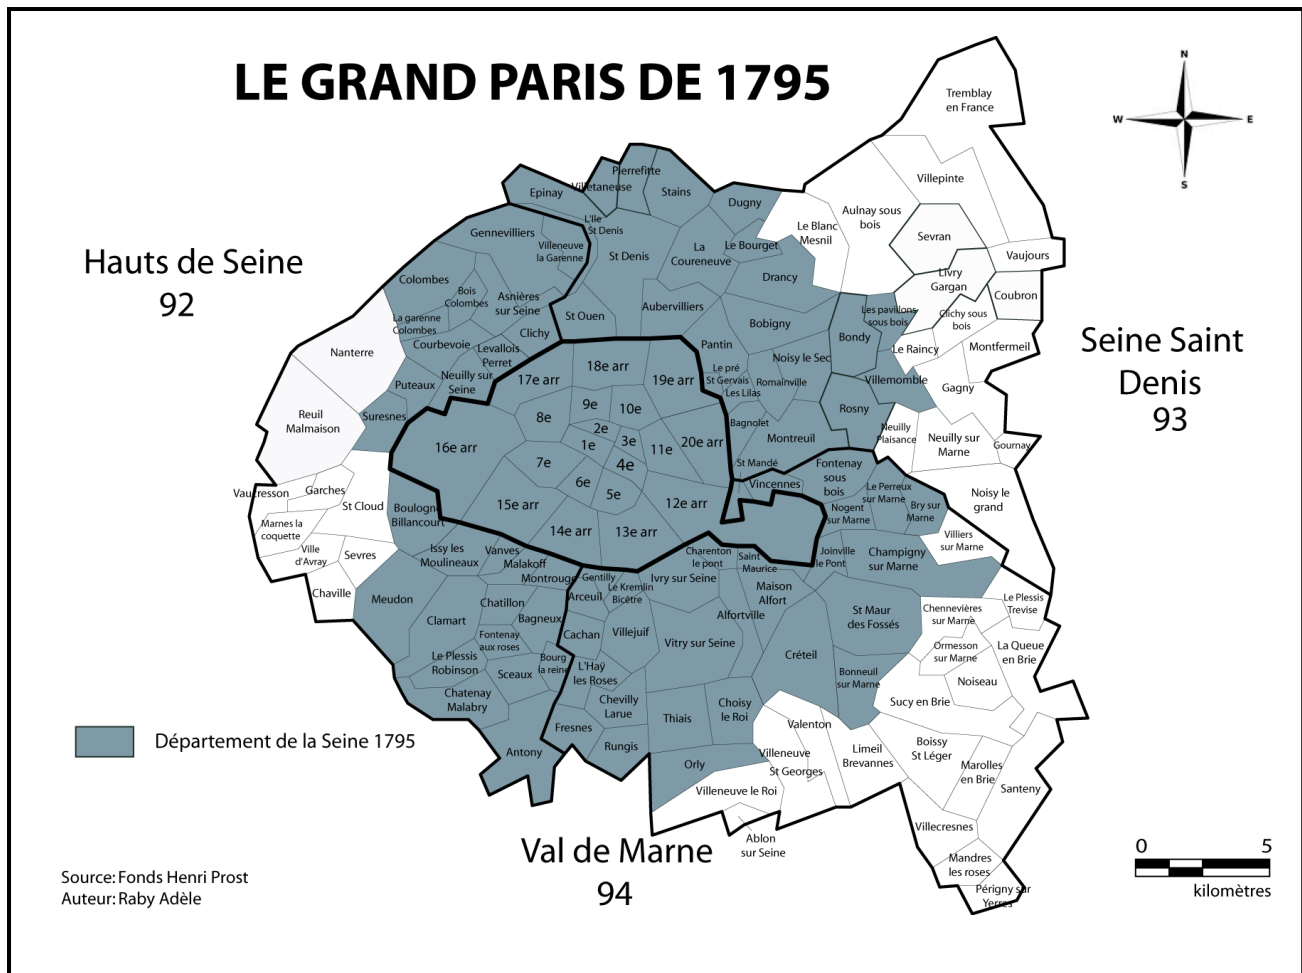 LE GRAND PARIS DE 1795
N
W
E
S
Hauts de Seine
92
Seine Saint
Denis
93
Val de Marne
94
Tremblay
en France
Villepinte
Aulnay sous
bois
Sevran
Vaujours
Le Blanc
Mesnil
Livry
Gargan
Coubron
Clichy sous
bois
Montfermeil
Le Raincy
Gagny
Les pavillons
sous bois
Bondy
Villemomble
Rosny
Neuilly
Plaisance
Neuilly sur
Marne
Gournay
Noisy le
grand
Pierrefitte
Villetaneuse
Epinay
Stains
Dugny
L'Ile
St Denis
St Denis
La
Coureneuve
Le Bourget
Drancy
Aubervilliers
St Ouen
Bobigny
Pantin
Noisy le Sec
Le pré
St Gervais
Les Lilas
Romainville
Bagnolet
Montreuil
Gennevilliers
Villeneuve
la Garenne
Colombes
Bois
Colombes
Asnières
sur Seine
La garenne
Colombes
Courbevoie
Clichy
Levallois
Perret
Nanterre
Puteaux
Neuilly sur
Seine
Suresnes
Reuil
Malmaison
Vaucresson
Garches
St Cloud
Marnes la
coquette
Ville
d'Avray
Sevres
Chaville
Boulogne
Billancourt
Issy les
Moulineaux
Vanves
Malakoff
Montrouge
Meudon
Clamart
Chatillon
Bagneux
Fontenay
aux roses
Le Plessis
Robinson
Sceaux
Bourg
la reine
Chatenay
Malabry
Antony
17e arr
18e arr
19e arr
8e
9e
10e
2e
1e
3e
11e
20e arr
16e arr
7e
4e
6e
5e
15e arr
12e arr
14e arr
13e arr
St Mandé
Vincennes
Fontenay
sous
bois
Le Perreux
sur Marne
Nogent
sur Marne
Bry sur
Marne
Villiers
sur Marne
Charenton
le pont
Saint
Maurice
Joinville
le Pont
Champigny
sur Marne
Gentilly
Le Kremlin
Bicêtre
Ivry sur Seine
Arceuil
Maison
Alfort
Alfortville
St Maur
des Fossés
Chennevières
sur Marne
Le Plessis
Trevise
Cachan
Villejuif
Vitry sur Seine
Créteil
Ormesson
sur Marne
La Queue
en Brie
L'Haÿ
les Roses
Bonneuil
sur Marne
Noiseau
Sucy en Brie
Chevilly
Larue
Thiais
Choisy
le Roi
Fresnes
Rungis
Orly
Valenton
Villeneuve
St Georges
Limeil
Brevannes
Boissy
St Léger
Marolles
en Brie
Santeny
Villeneuve le Roi
Ablon
sur Seine
Villecresnes
Mandres
les roses
Périgny sur
Yerres
Département de la Seine 1795
Source: Fonds Henri Prost
Auteur: Raby Adèle
0
5
kilomètres